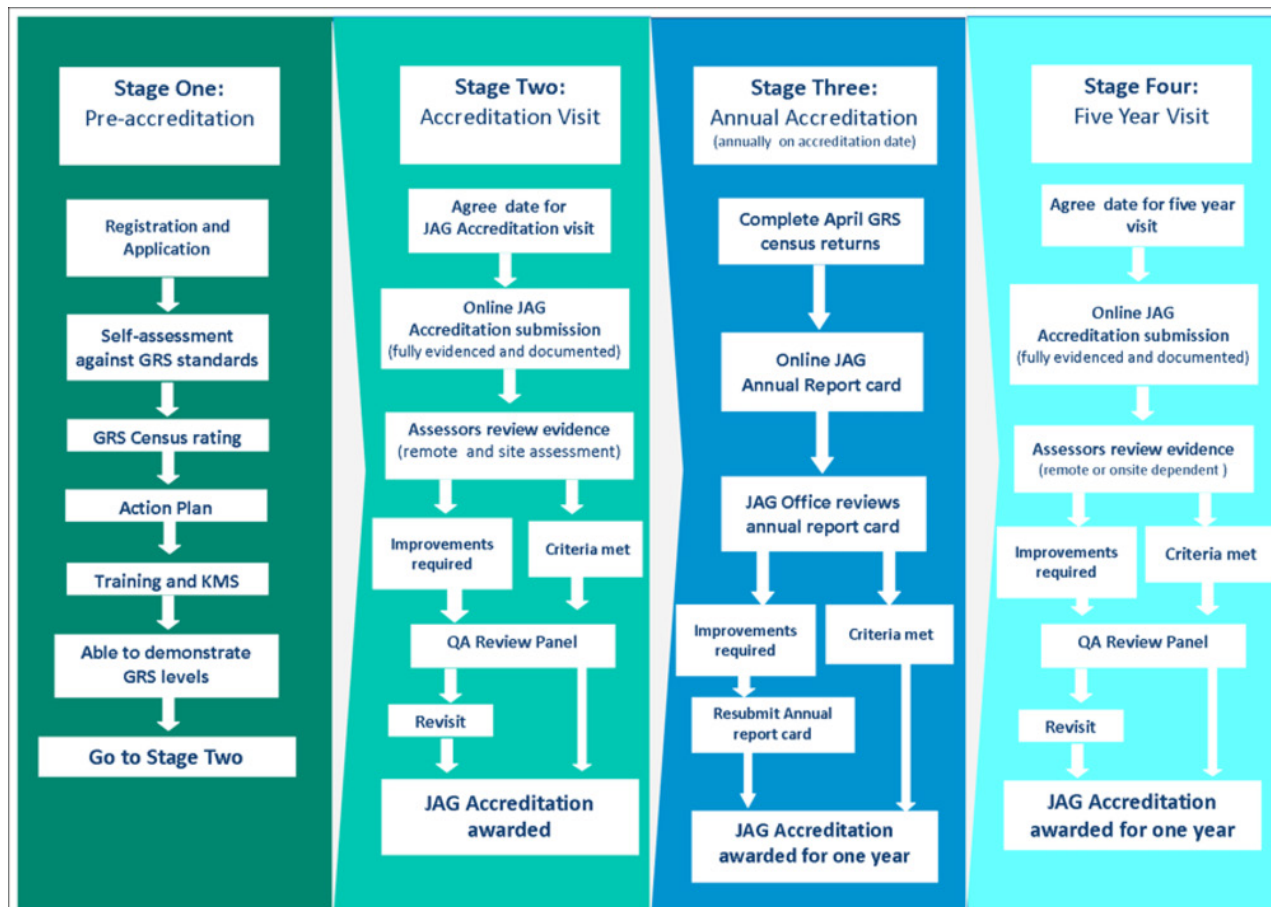 Stage One:
Pre-accreditation
Registration and
Application
Self-assessment
against GRS standards
GRS Census rating
Action Plan
Training and KMS
Able to demonstrate
GRS levels
Go to Stage Two
Stage Two:
Accreditation Visit
Agree date for
JAG Accreditation visit
Online JAG
Accreditation submission
(fully evidenced and documented)
Assessors review evidence
(remote and site assessment)
Improvements
required
Criteria met
QA Review Panel
Revisit
JAG Accreditation
awarded
Stage Three:
Annual Accreditation
(annually on accreditation date)
Complete April GRS
census returns
Online JAG
Annual Report card
JAG Office reviews
annual report card
Improvements
required
Criteria met
Resubmit Annual
report card
JAG Accreditation
awarded for one year
Stage Four:
Five Year Visit
Agree date for five year
visit
Online JAG
Accreditation submission
(fully evidenced and documented)
Assessors review evidence
(remote or onsite dependent )
Improvements
required
Criteria met
QA Review Panel
Revisit
JAG Accreditation
awarded for one year